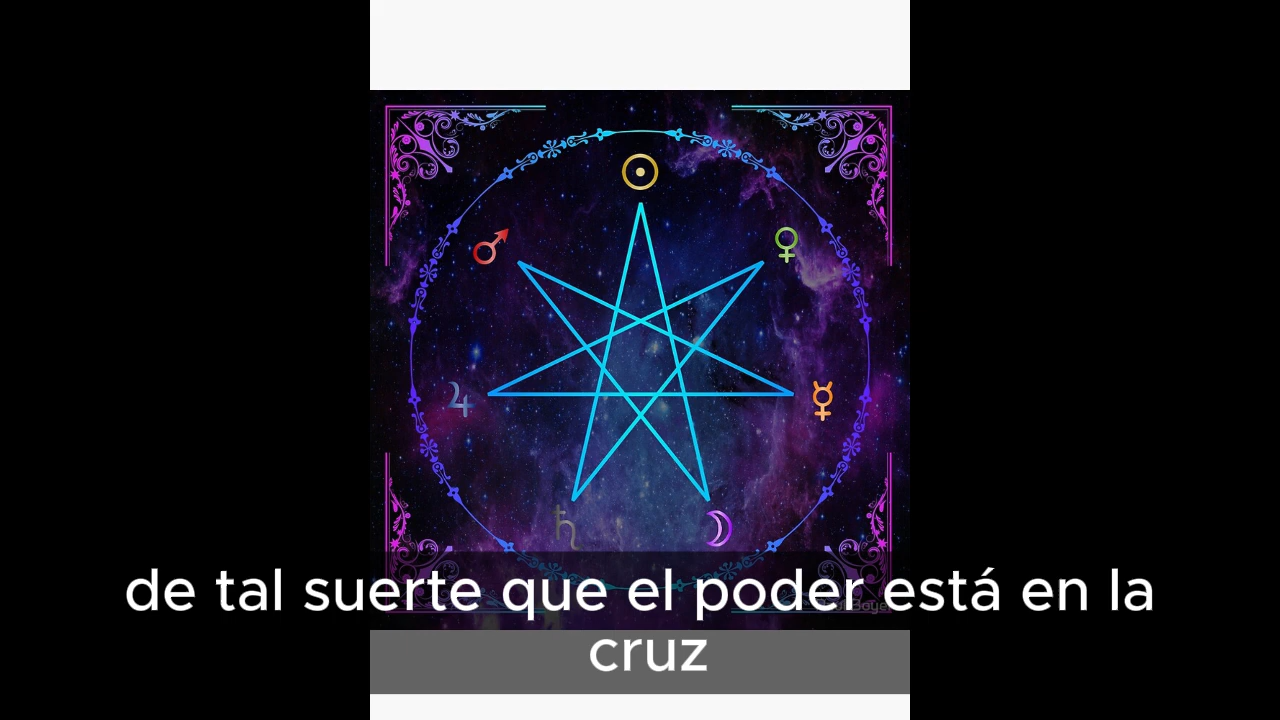 de tal suerte que el poder está en la
cruz